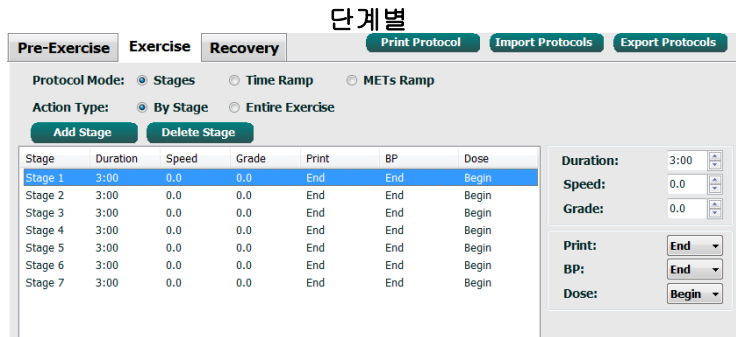 단계별
Pre-Exercise Exercise Recovery Print Protocol Import Protocols Export Protocols
Protocol Mode: Stages Time Ramp METs Ramp
Action Type: By Stage Entire Exercise
Add Stage Delete Stage
Stage Duration Speed Grade Print BP Dose
Stage 1 3:00 0.0 0.0 End End Begin
Stage 2 3:00 0.0 0.0 End End Begin
Stage 3 3:00 0.0 0.0 End End Begin
Stage 4 3:00 0.0 0.0 End End Begin
Stage 5 3:00 0.0 0.0 End End Begin
Stage 6 3:00 0.0 0.0 End End Begin
Stage 7 3:00 0.0 0.0 End End Begin
Duration: 3:00
Speed: 0.0
Grade: 0.0
Print: End
BP: End
Dose: Begin